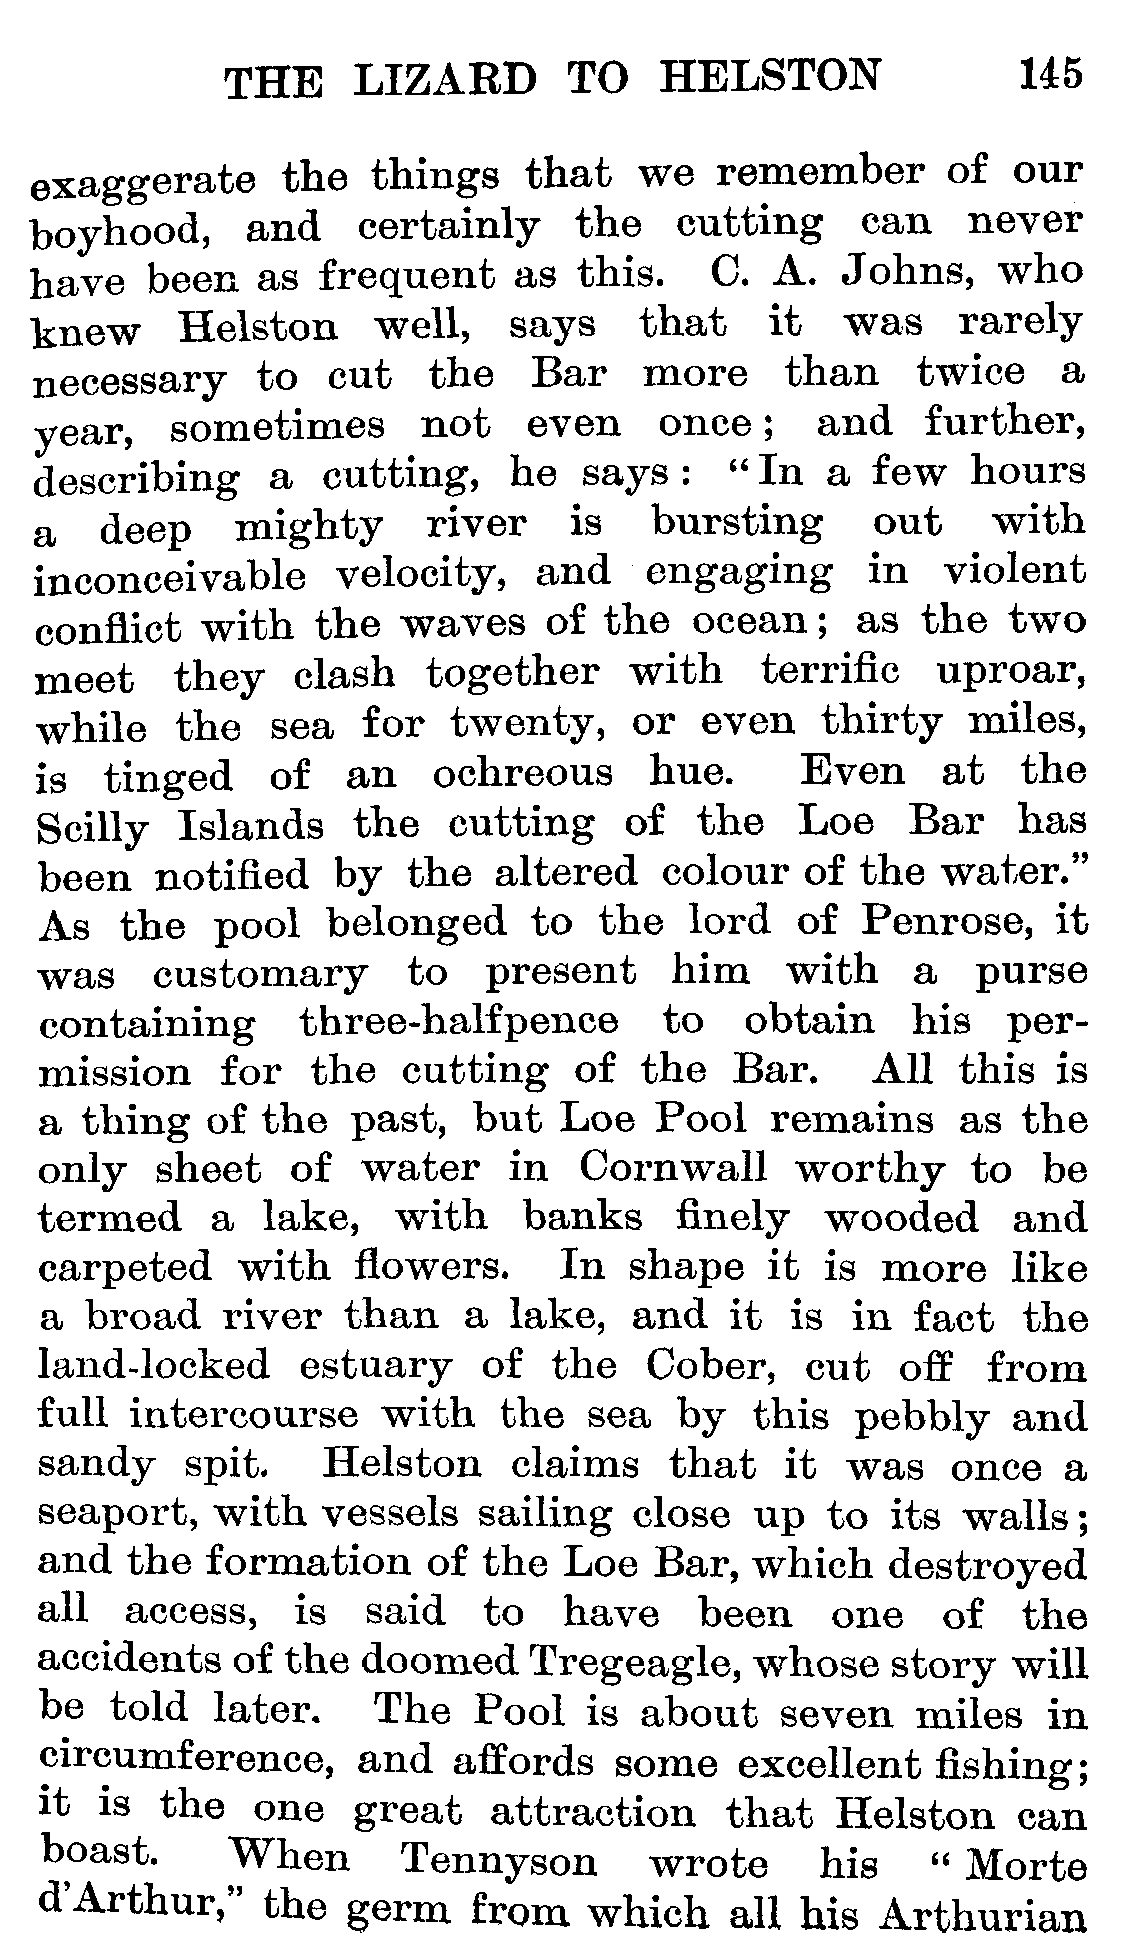 THE LIZARD TO HELSTON 145
exaggerate the things that we remember of our
boyhood, and certainly the cutting can never
have been as frequent as this. C. A. Johns, who
knew Helston well, says that it was rarely
necessary to cut the Bar more than twice a
year, sometimes not even once; and further,
describing a cutting, he says: “In a few hours
a deep mighty river is bursting out with
inconceivable velocity, and engaging in violent
conflict with the waves of the ocean; as the two
meet they clash together with terrific uproar,
while the sea for twenty, or even thirty miles,
is tinged of an ochreous hue. Even at the
Scilly Islands the cutting of the Loe Bar has
been notified by the altered colour of the water.”
As the pool belonged to the lord of Penrose, it
was customary to present him with a purse
containing three-halfpence to obtain his per-
mission for the cutting of the Bar. All this is
a thing of the past, but Loe Pool remains as the
only sheet of water in Cornwall worthy to be
termed a lake, with banks finely wooded and
carpeted with flowers. In shape it is more like
a broad river than a lake, and it is in fact the
land-locked estuary of the Cober, cut off from
full intercourse with the sea by this pebbly and
sandy spit. Helston claims that it was once a
seaport, with vessels sailing close up to its walls;
and the formation of the Loe Bar, which destroyed
all access, is said to have been one of the
accidents of the doomed Tregeagle, whose story will
be told later. The Pool is about seven miles in
circumference, and affords some excellent fishing;
it is the one great attraction that Helston can
boast. When Tennyson wrote his “Morte
d'Arthur,” the germ from which all his Arthurian